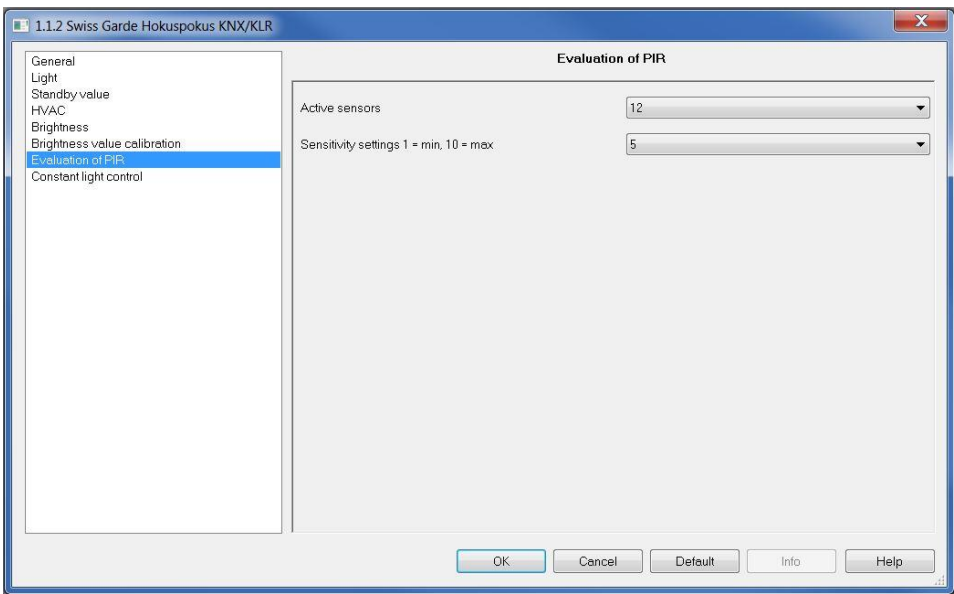 1.1.2 Swiss Garde Hokuspokus KNX/KLR
General
Light
Standby value
HVAC
Brightness
Brightness value calibration
Evaluation of PIR
Constant light control
Evaluation of PIR
Active sensors 12
Sensitivity settings 1 = min, 10 = max 5
OK Cancel Default Info Help